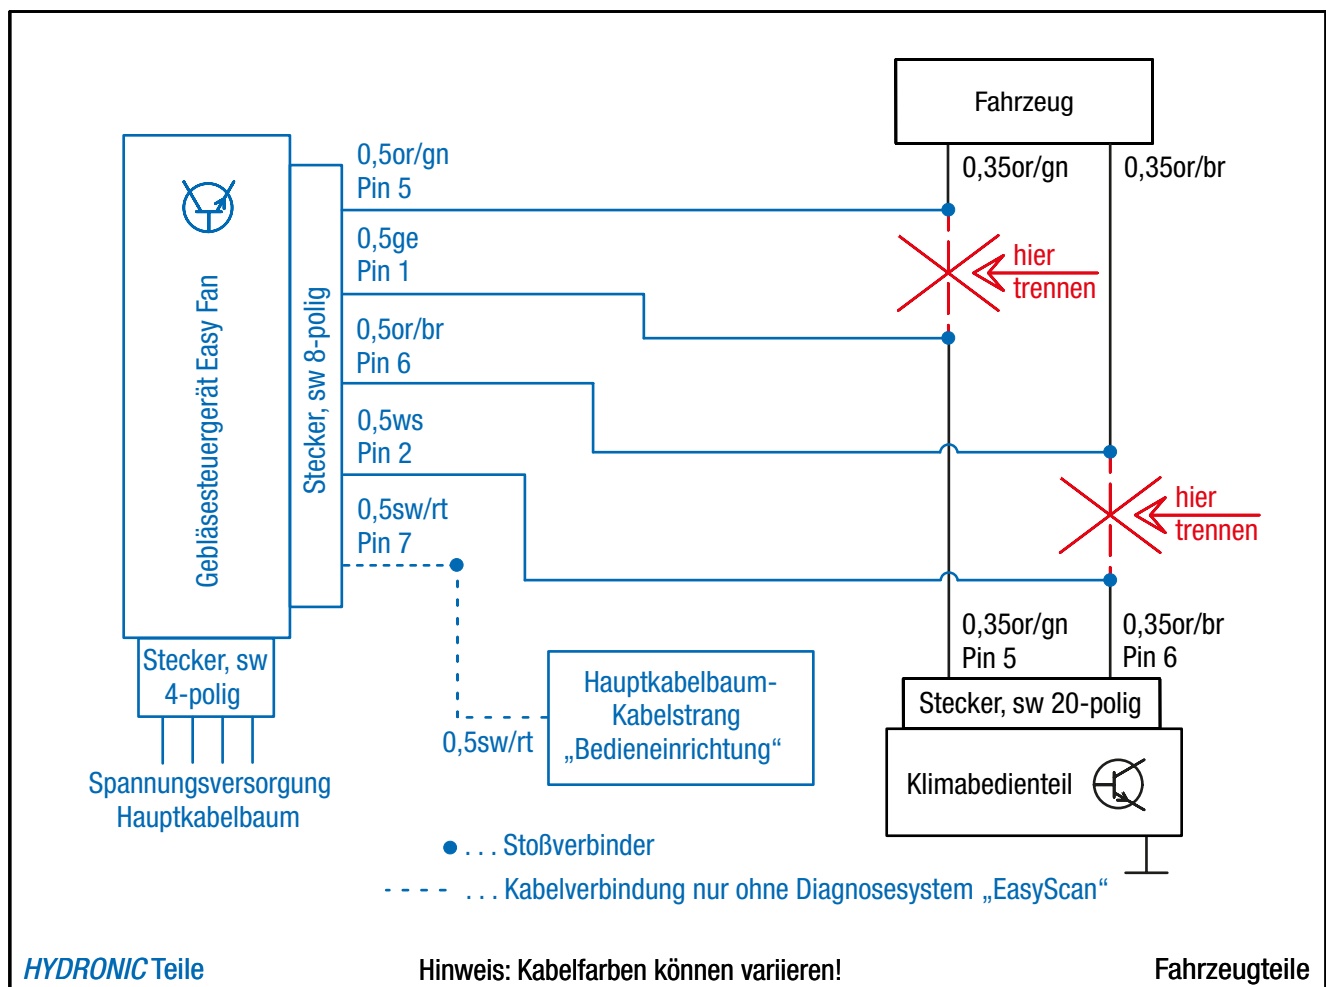 Fahrzeug
0,35or/gn
0,35or/br
0,5or/gn
Pin 5
0,5ge
Pin 1
0,5or/br
Pin 6
0,5ws
Pin 2
0,5sw/rt
Pin 7
Gebläsesteuergerät Easy Fan
Stecker, sw 8-polig
hier
trennen
hier
trennen
Stecker, sw
4-polig
Spannungsversorgung
Hauptkabelbaum
0,5sw/rt
Hauptkabelbaum-
Kabelstrang
„Bedieneinrichtung“
0,35or/gn
Pin 5
0,35or/br
Pin 6
Stecker, sw 20-polig
Klimabedienteil
. . . Stoßverbinder
- - - - . . . Kabelverbindung nur ohne Diagnosesystem „EasyScan“
HYDRONIC Teile
Hinweis: Kabelfarben können variieren!
Fahrzeugteile